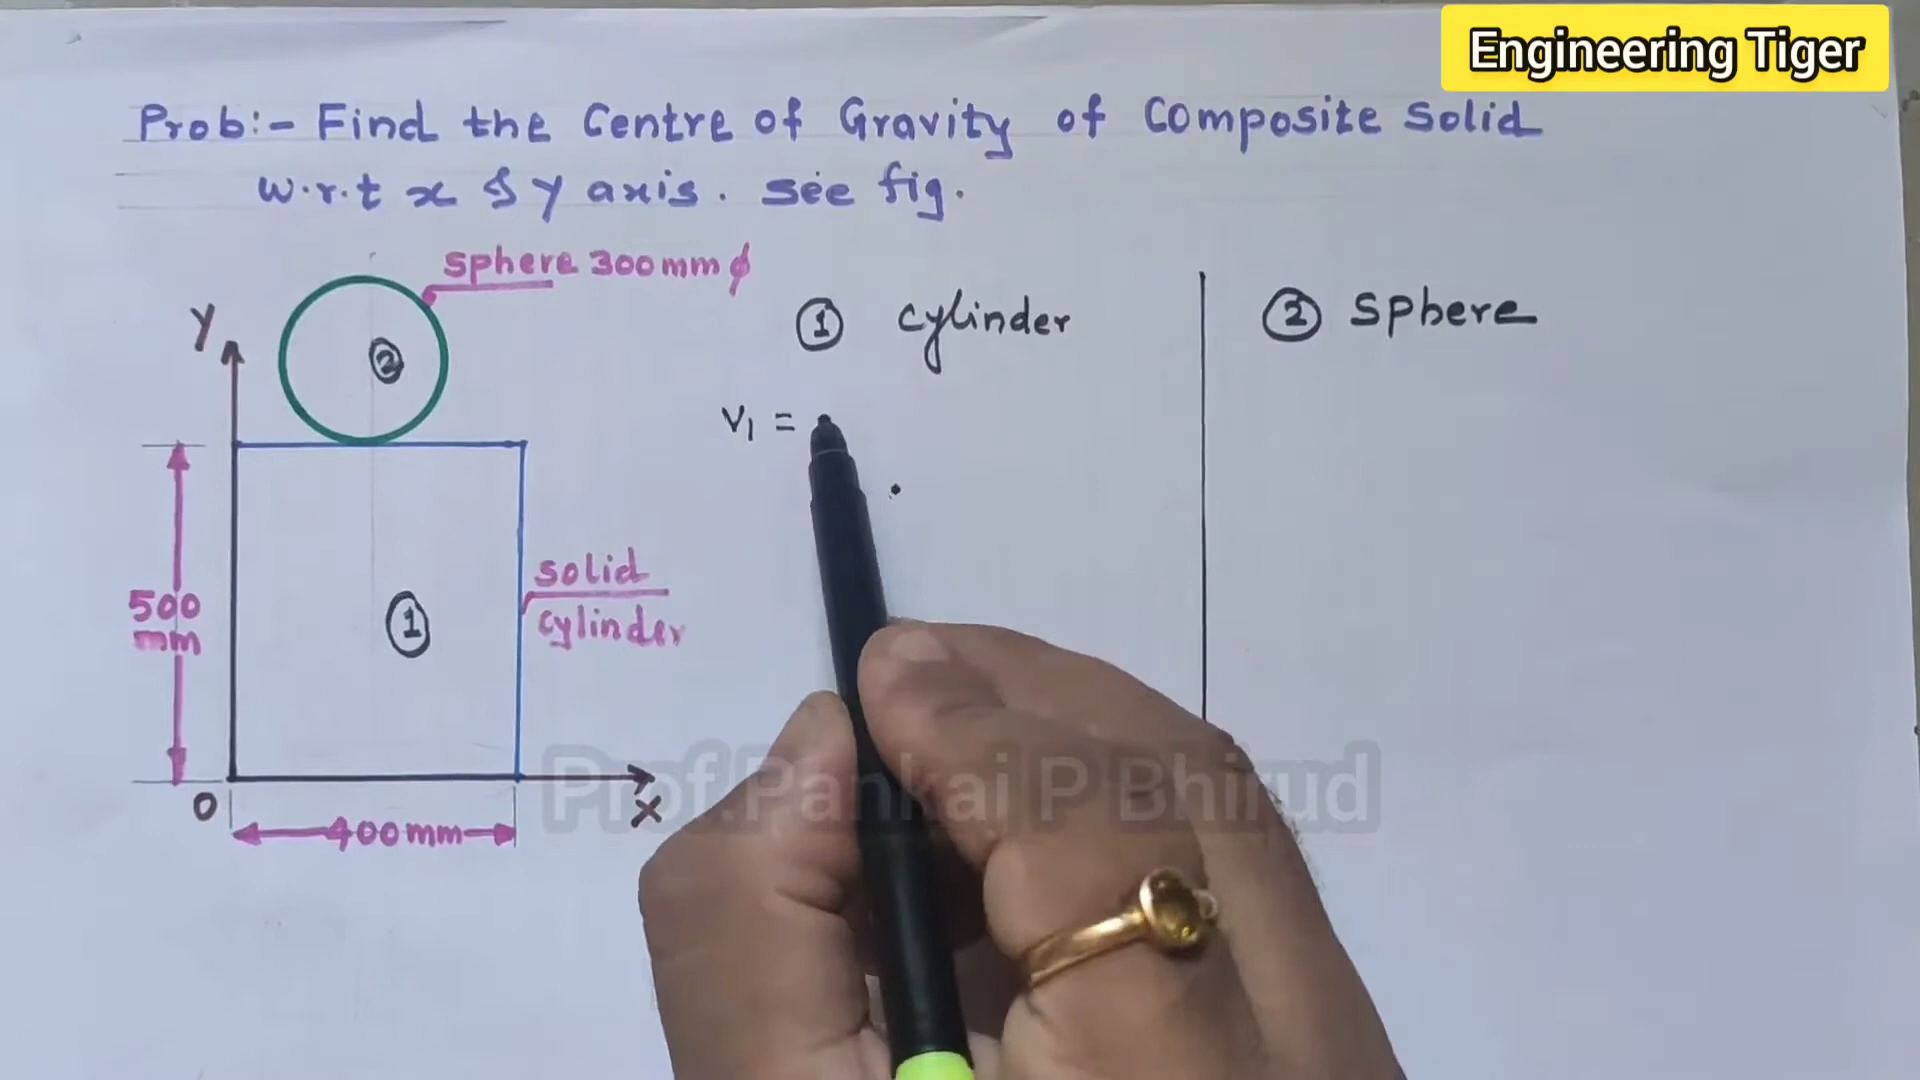 Engineering Tiger
Prob:- Find the Centre of Gravity of Composite Solid
w.r.t x & y axis. see fig.
sphere 300mm ϕ
Y
① cylinder
② Sphere
②
V₁ =
500
mm
solid
cylinder
①
Prof.Pankaj P Bhirud
O
X
400mm